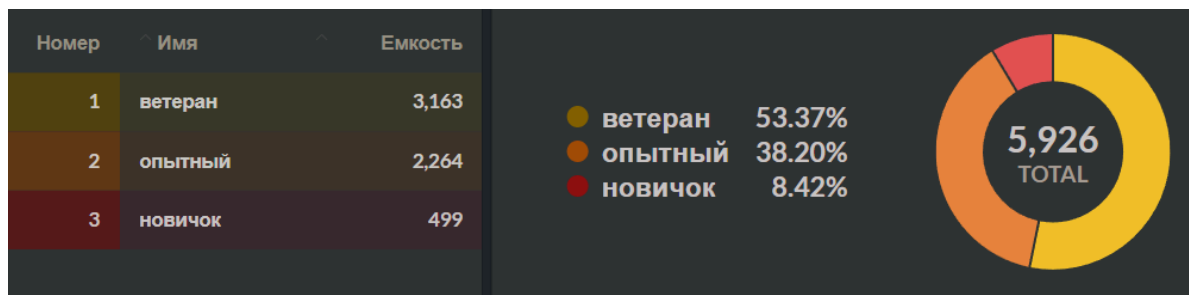 Номер Имя Емкость
1 ветеран 3,163
2 опытный 2,264
3 новичок 499
ветеран 53.37%
опытный 38.20%
новичок 8.42%
5,926
TOTAL